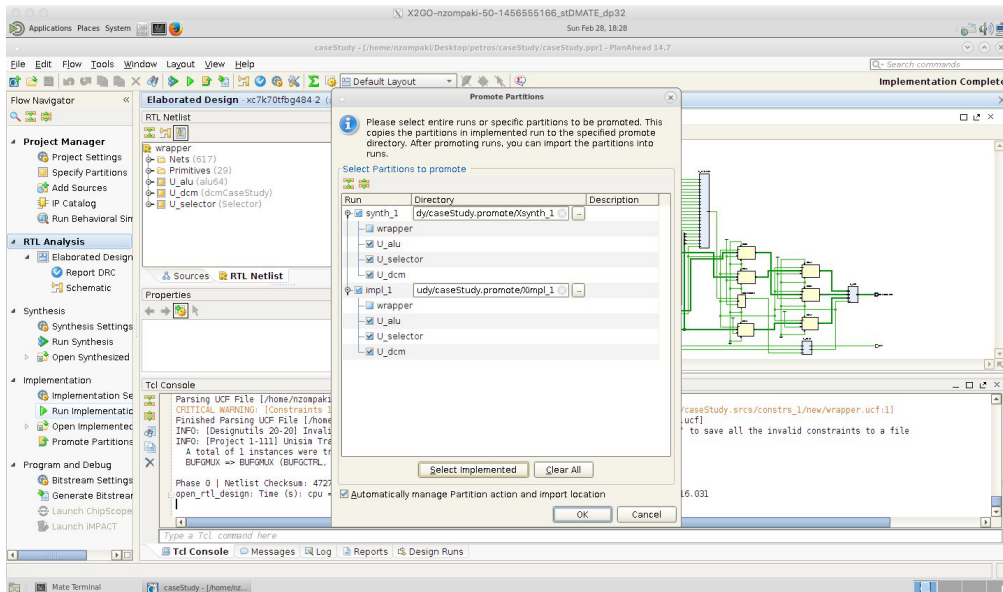 X2GO-nzompaki-50-1456555166_stDMATE_dp32
Applications Places System
Sun Feb 28, 18:28
caseStudy - [/home/nzompaki/Desktop/petros/caseStudy/caseStudy.ppr] - PlanAhead 14.7
File Edit Flow Tools Window Layout View Help
Search commands
Default Layout
Implementation Complete
Flow Navigator
Project Manager
Project Settings
Specify Partitions
Add Sources
IP Catalog
Run Behavioral Sim
RTL Analysis
Elaborated Design
Report DRC
Schematic
Synthesis
Synthesis Settings
Run Synthesis
Open Synthesized
Implementation
Implementation Se
Run Implementatic
Open Implemented
Promote Partitions
Program and Debug
Bitstream Settings
Generate Bitstrear
Launch ChipScope
Launch iMPACT
Elaborated Design - xc7k70tfbg484-2
RTL Netlist
wrapper
Nets (617)
Primitives (29)
U_alu (alu64)
U_dcm (dcmCaseStudy)
U_selector (Selector)
Sources RTL Netlist
Properties
Promote Partitions
Please select entire runs or specific partitions to be promoted. This
copies the partitions in implemented run to the specified promote
directory. After promoting runs, you can import the partitions into
runs.
Select Partitions to promote
Run Directory Description
synth_1 dy/caseStudy.promote/Xsynth_1 ...
wrapper
U_alu
U_selector
U_dcm
impl_1 udy/caseStudy.promote/Ximpl_1 ...
wrapper
U_alu
U_selector
U_dcm
Select Implemented Clear All
Automatically manage Partition action and import location
OK Cancel
Tcl Console
Parsing UCF File [/home/nzompaki
CRITICAL WARNING: [Constraints 1 /caseStudy.srcs/constrs_1/new/wrapper.ucf:1]
Finished Parsing UCF File [/home .ucf]
INFO: [Designutils 20-20] Invali ' to save all the invalid constraints to a file
INFO: [Project 1-111] Unisim Tra
A total of 1 instances were tr
BUFGMUX => BUFGMUX (BUFGCTRL,
Phase 0 | Netlist Checksum: 4727
open_rtl_design: Time (s): cpu = 16.031
Type a Tcl command here
Tcl Console Messages Log Reports Design Runs
Mate Terminal
caseStudy - [/home/nz...